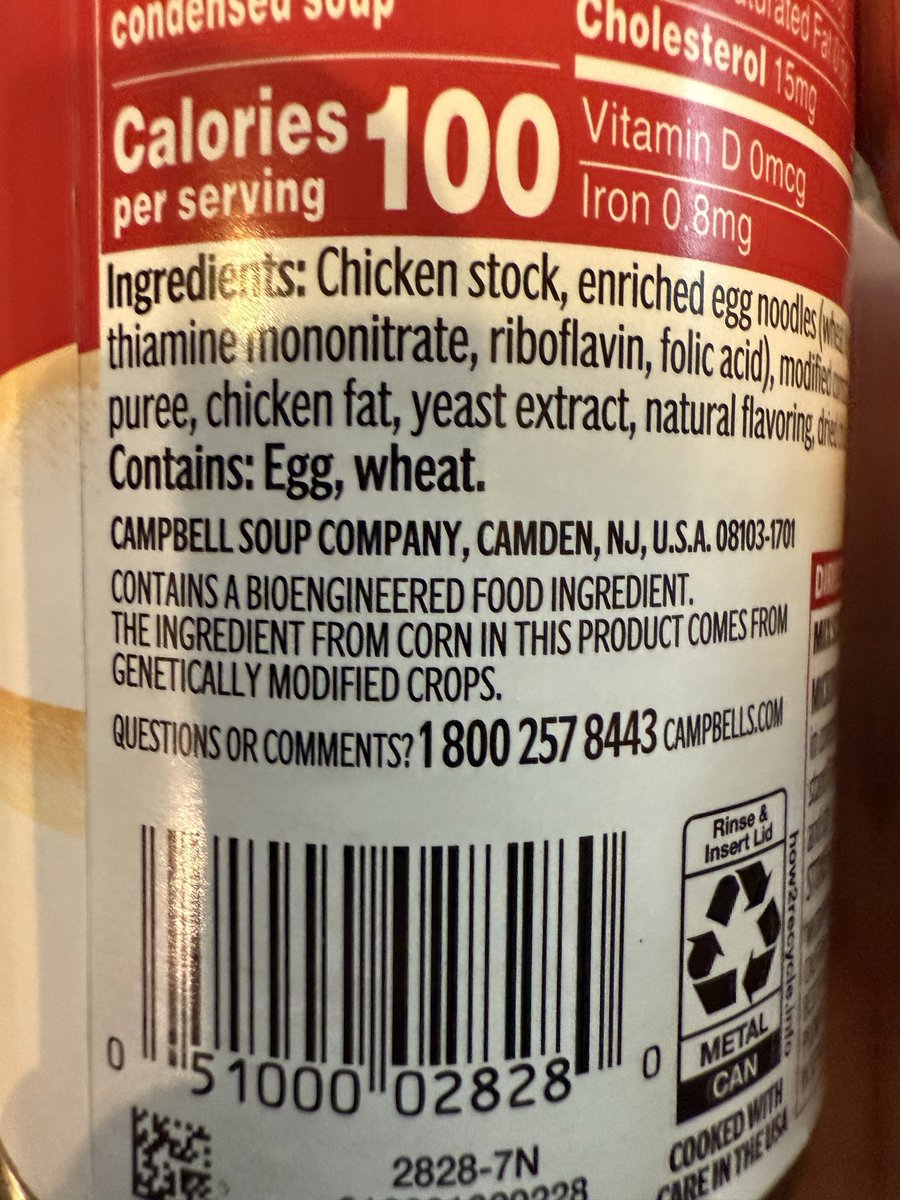 condensed soup
Calories 100
per serving
Cholesterol 15mg
Vitamin D 0mcg
Iron 0.8mg
Ingredients: Chicken stock, enriched egg noodles
thiamine mononitrate, riboflavin, folic acid), modified
puree, chicken fat, yeast extract, natural flavoring,
Contains: Egg, wheat.
CAMPBELL SOUP COMPANY, CAMDEN, NJ, U.S.A. 08103-1701
CONTAINS A BIOENGINEERED FOOD INGREDIENT.
THE INGREDIENT FROM CORN IN THIS PRODUCT COMES FROM
GENETICALLY MODIFIED CROPS.
QUESTIONS OR COMMENTS? 1 800 257 8443 CAMPBELLS.COM
Rinse &
Insert Lid
how2recycle.info
METAL
CAN
0 51000 02828 0
COOKED WITH
CARE IN THE USA
2828-7N